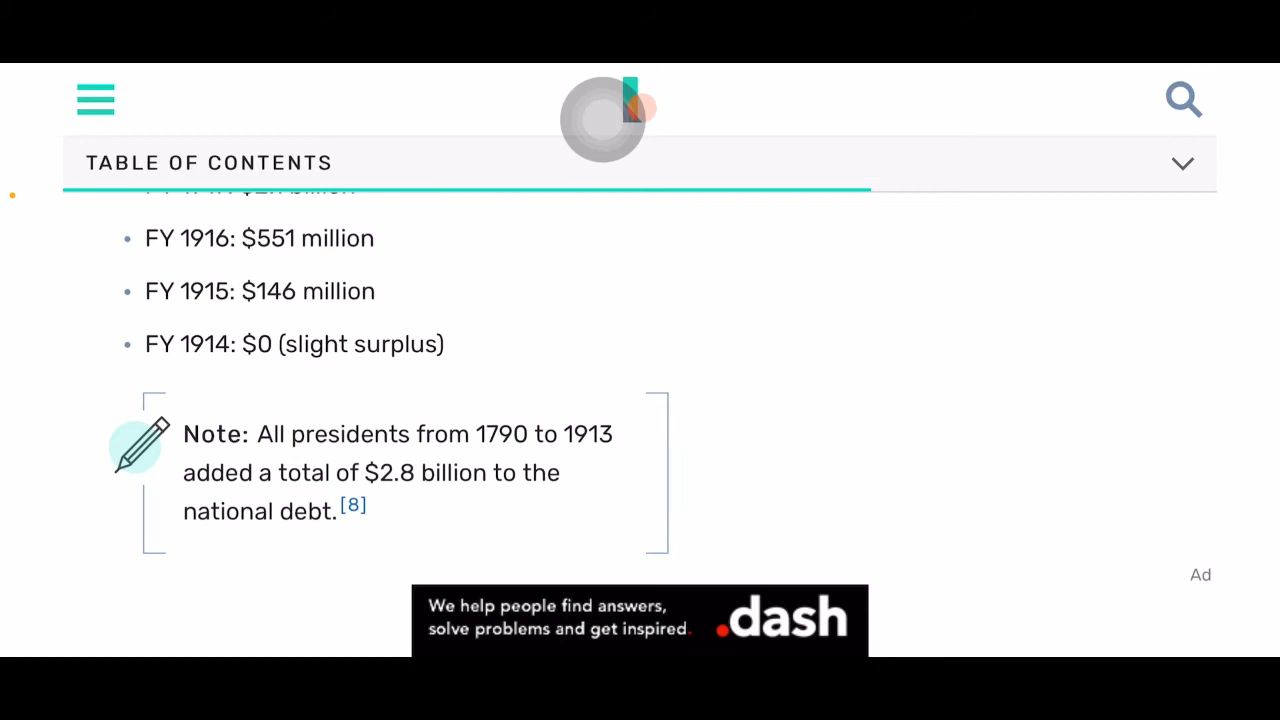 TABLE OF CONTENTS
• FY 1916: $551 million
• FY 1915: $146 million
• FY 1914: $0 (slight surplus)
Note: All presidents from 1790 to 1913
added a total of $2.8 billion to the
national debt.[8]
Ad
We help people find answers,
solve problems and get inspired.
.dash